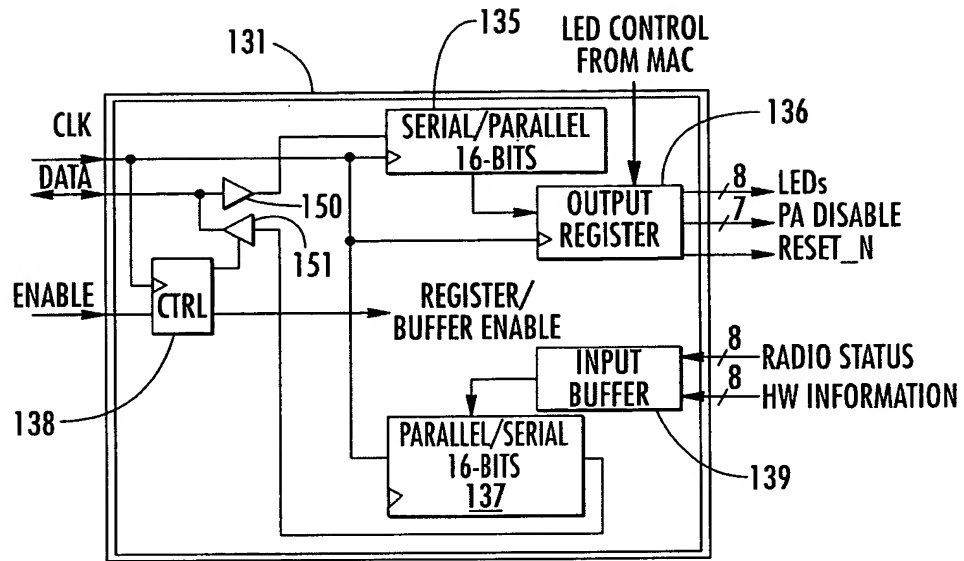 135
LED CONTROL
FROM MAC
131
136
CLK
SERIAL/PARALLEL
16-BITS
DATA
150
OUTPUT
REGISTER
8
LEDs
7
PA DISABLE
RESET_N
151
ENABLE
CTRL
REGISTER/
BUFFER ENABLE
138
INPUT
BUFFER
8
RADIO STATUS
8
HW INFORMATION
PARALLEL/SERIAL
16-BITS
137
139